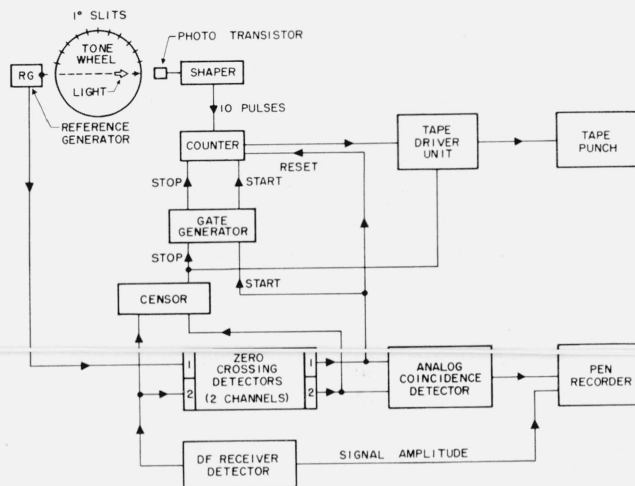 1° SLITS
PHOTO TRANSISTOR
TONE
WHEEL
LIGHT
RG
REFERENCE
GENERATOR
SHAPER
10 PULSES
COUNTER
TAPE
DRIVER
UNIT
TAPE
PUNCH
RESET
STOP
START
GATE
GENERATOR
STOP
START
CENSOR
1
2
ZERO
CROSSING
DETECTORS
(2 CHANNELS)
1
2
ANALOG
COINCIDENCE
DETECTOR
PEN
RECORDER
DF RECEIVER
DETECTOR
SIGNAL AMPLITUDE